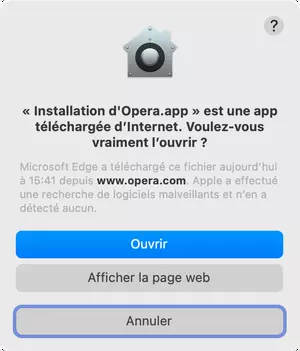 ?
« Installation d'Opera.app » est une app
téléchargée d’Internet. Voulez-vous
vraiment l’ouvrir ?
Microsoft Edge a téléchargé ce fichier aujourd’hui
à 15:41 depuis www.opera.com. Apple a effectué
une recherche de logiciels malveillants et n’en a
détecté aucun.
Ouvrir
Afficher la page web
Annuler